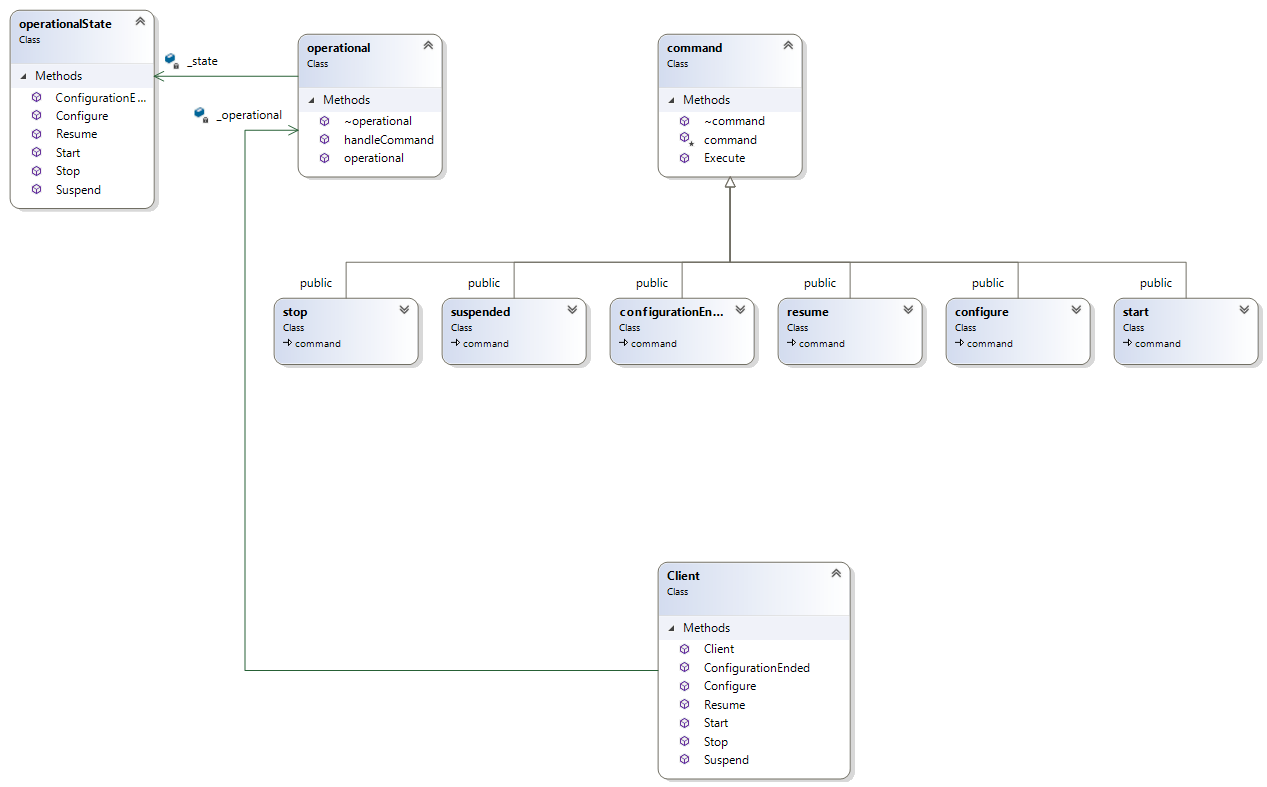 operationalState
Class
Methods
ConfigurationE...
Configure
Resume
Start
Stop
Suspend
_state
_operational
operational
Class
Methods
~operational
handleCommand
operational
command
Class
Methods
~command
command
Execute
public
public
public
public
public
public
stop
Class
command
suspended
Class
command
configurationEn...
Class
command
resume
Class
command
configure
Class
command
start
Class
command
Client
Class
Methods
Client
ConfigurationEnded
Configure
Resume
Start
Stop
Suspend